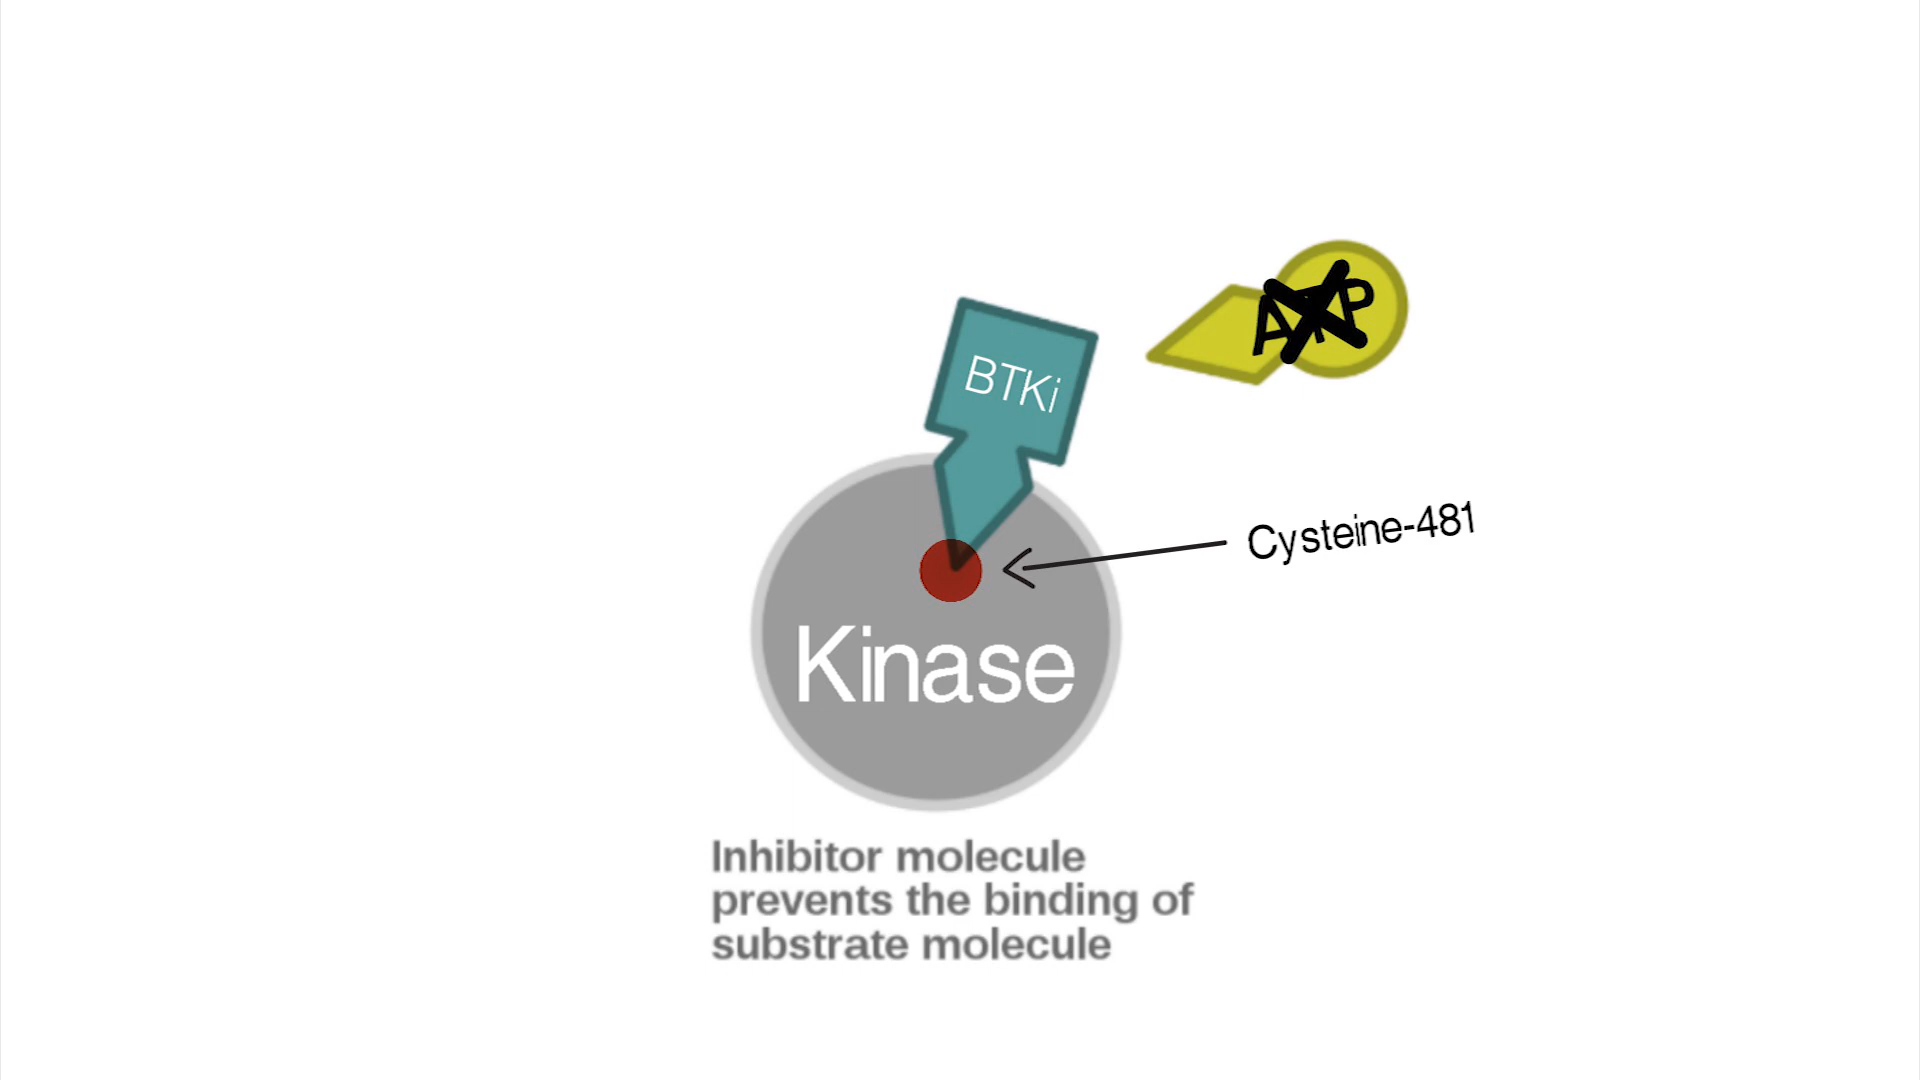 ATP
BTKi
Cysteine-481
Kinase
Inhibitor molecule
prevents the binding of
substrate molecule